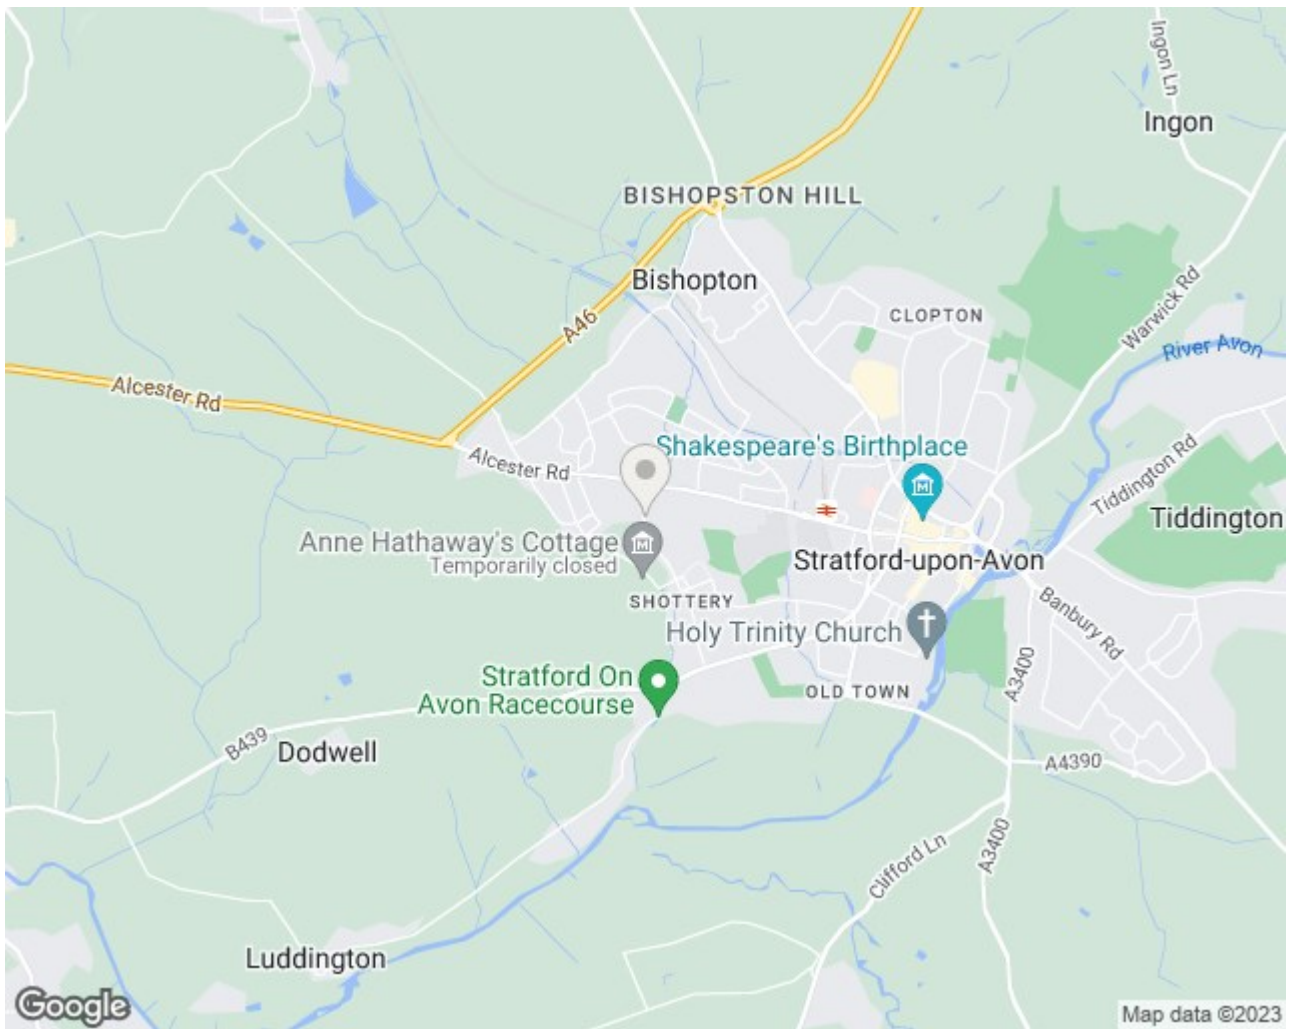 Ingon Ln
Ingon
BISHOPSTON HILL
Bishopton
CLOPTON
Warwick Rd
River Avon
A46
Alcester Rd
Alcester Rd
Shakespeare's Birthplace
Tiddington Rd
Tiddington
Anne Hathaway's Cottage
Temporarily closed
Stratford-upon-Avon
SHOTTERY
Banbury Rd
Holy Trinity Church
Stratford On
Avon Racecourse
OLD TOWN
A3400
B439
Dodwell
A4390
Clifford Ln
A3400
Luddington
Google
Map data ©2023